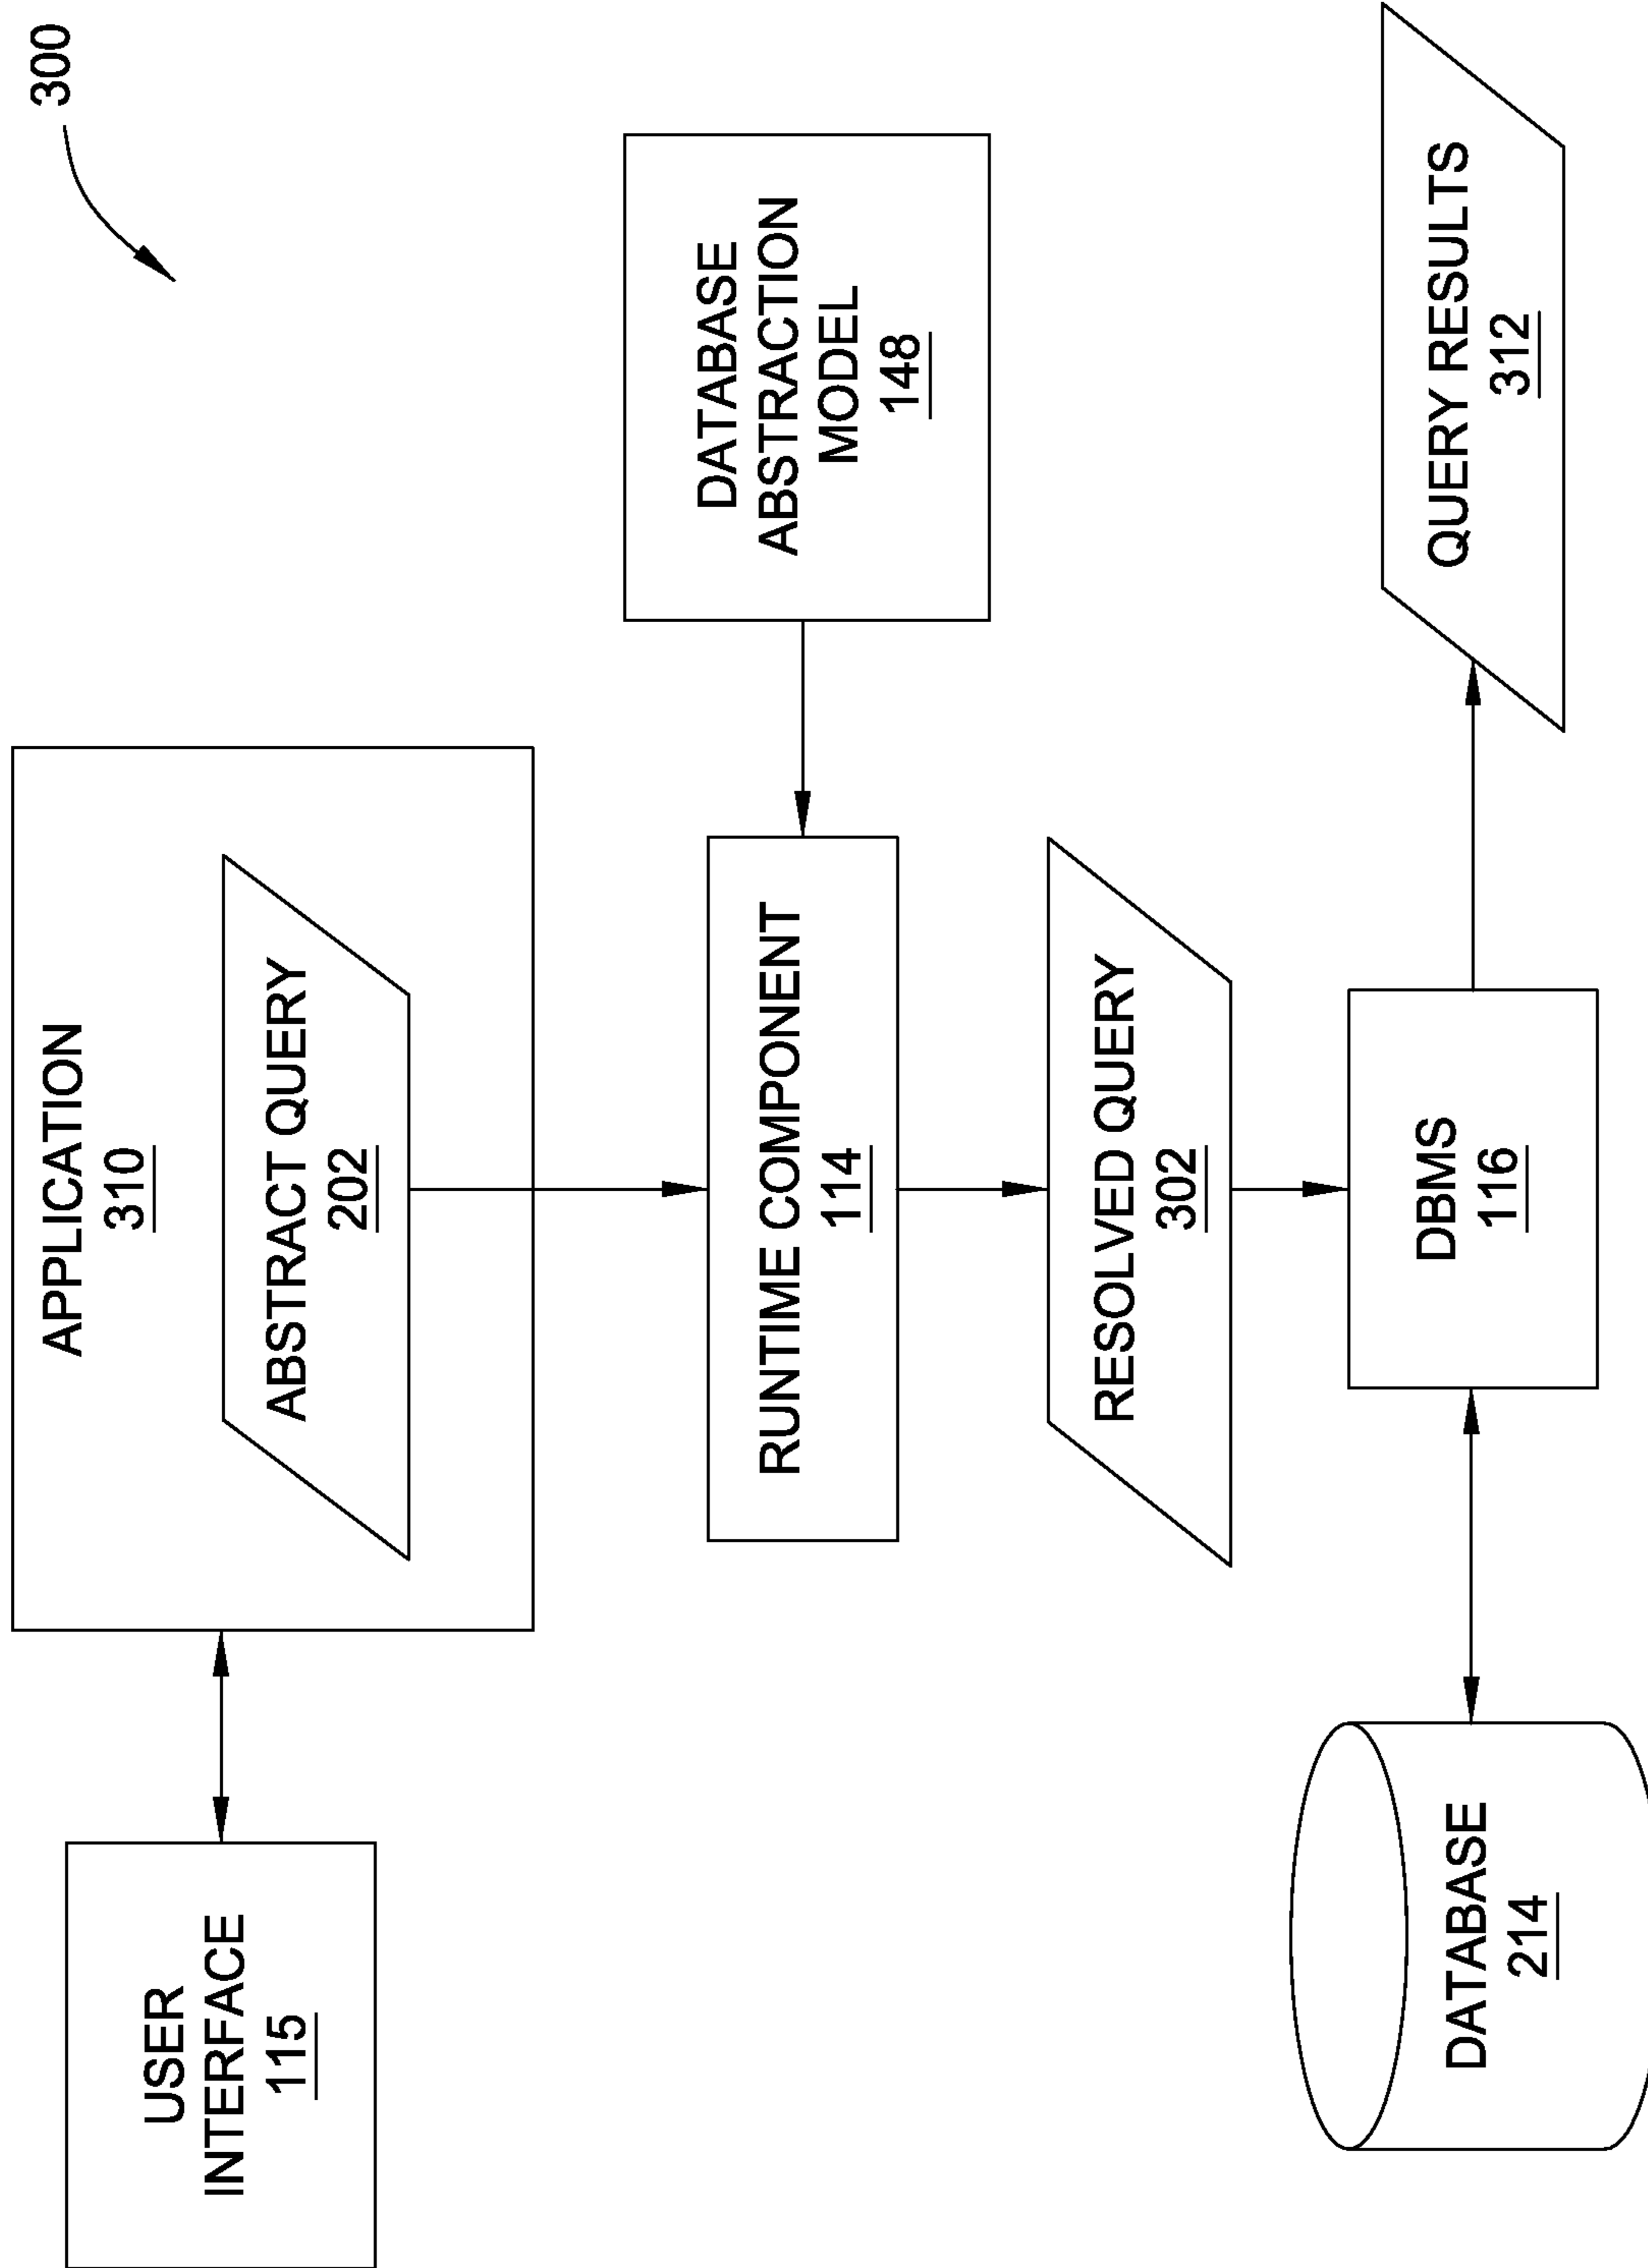 300
APPLICATION
310
USER
INTERFACE
115
ABSTRACT QUERY
202
DATABASE
ABSTRACTION
MODEL
148
RUNTIME COMPONENT
114
RESOLVED QUERY
302
DATABASE
214
DBMS
116
QUERY RESULTS
312